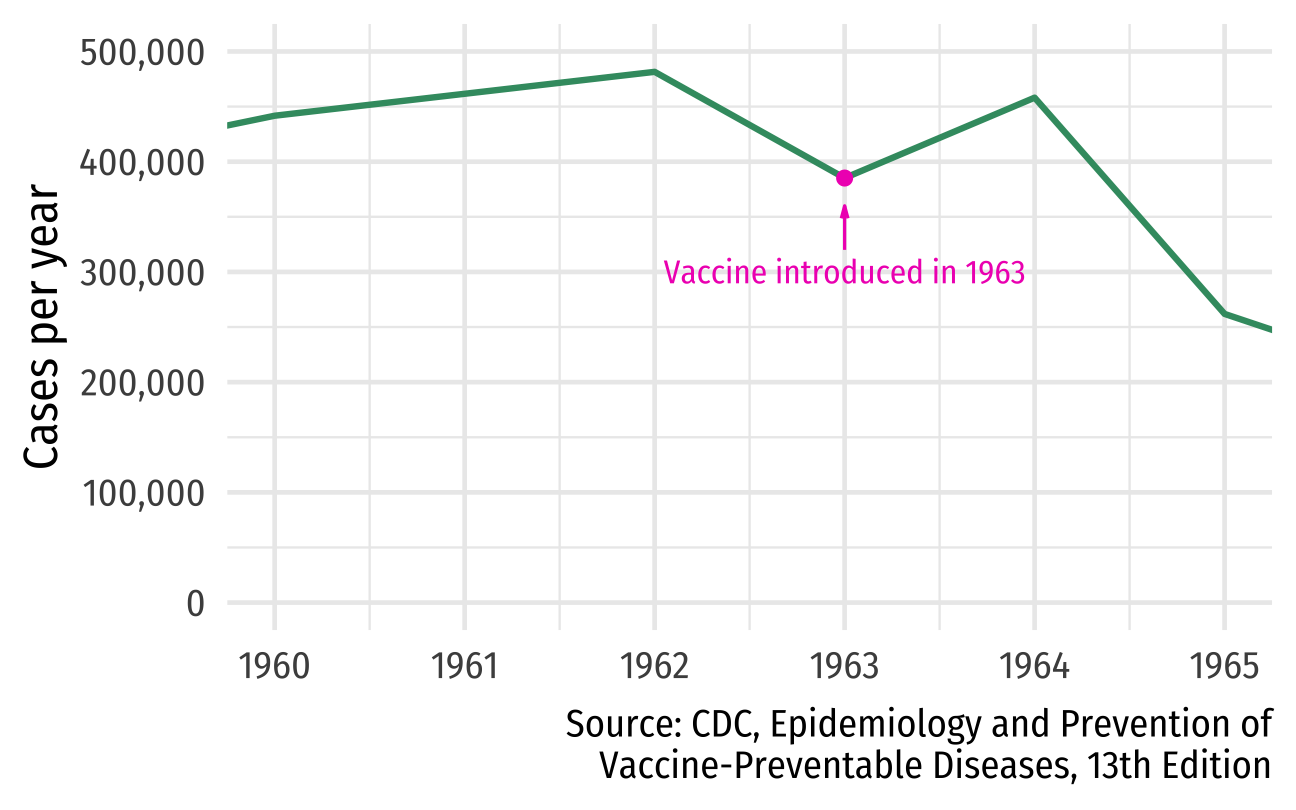 500,000
400,000
300,000
200,000
100,000
0
Cases per year
Vaccine introduced in 1963
1960 1961 1962 1963 1964 1965
Source: CDC, Epidemiology and Prevention of
Vaccine-Preventable Diseases, 13th Edition